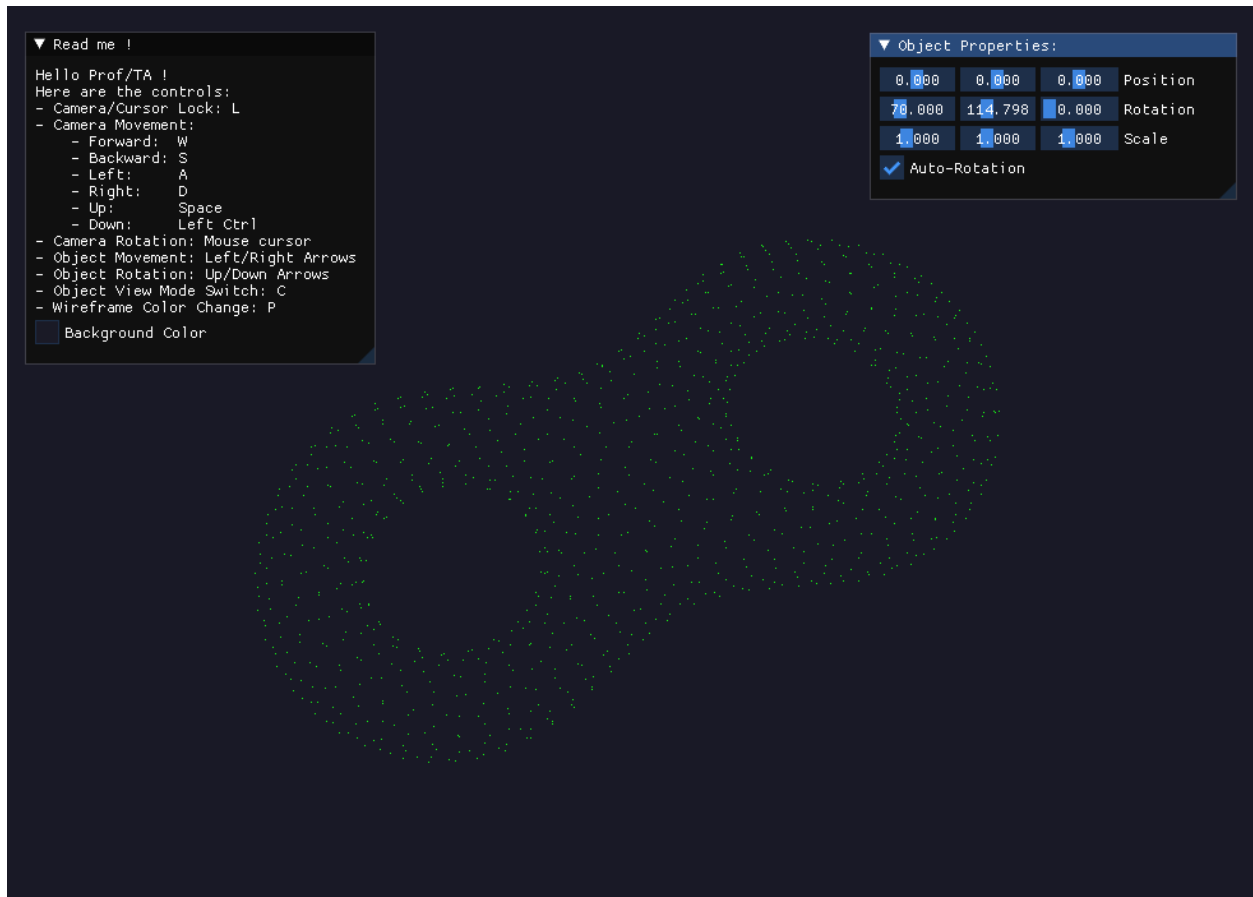 Read me !
Hello Prof/TA !
Here are the controls:
- Camera/Cursor Lock: L
- Camera Movement:
- Forward: W
- Backward: S
- Left: A
- Right: D
- Up: Space
- Down: Left Ctrl
- Camera Rotation: Mouse cursor
- Object Movement: Left/Right Arrows
- Object Rotation: Up/Down Arrows
- Object View Mode Switch: C
- Wireframe Color Change: P
Background Color
Object Properties:
0.000 0.000 0.000 Position
70.000 114.798 0.000 Rotation
1.000 1.000 1.000 Scale
Auto-Rotation